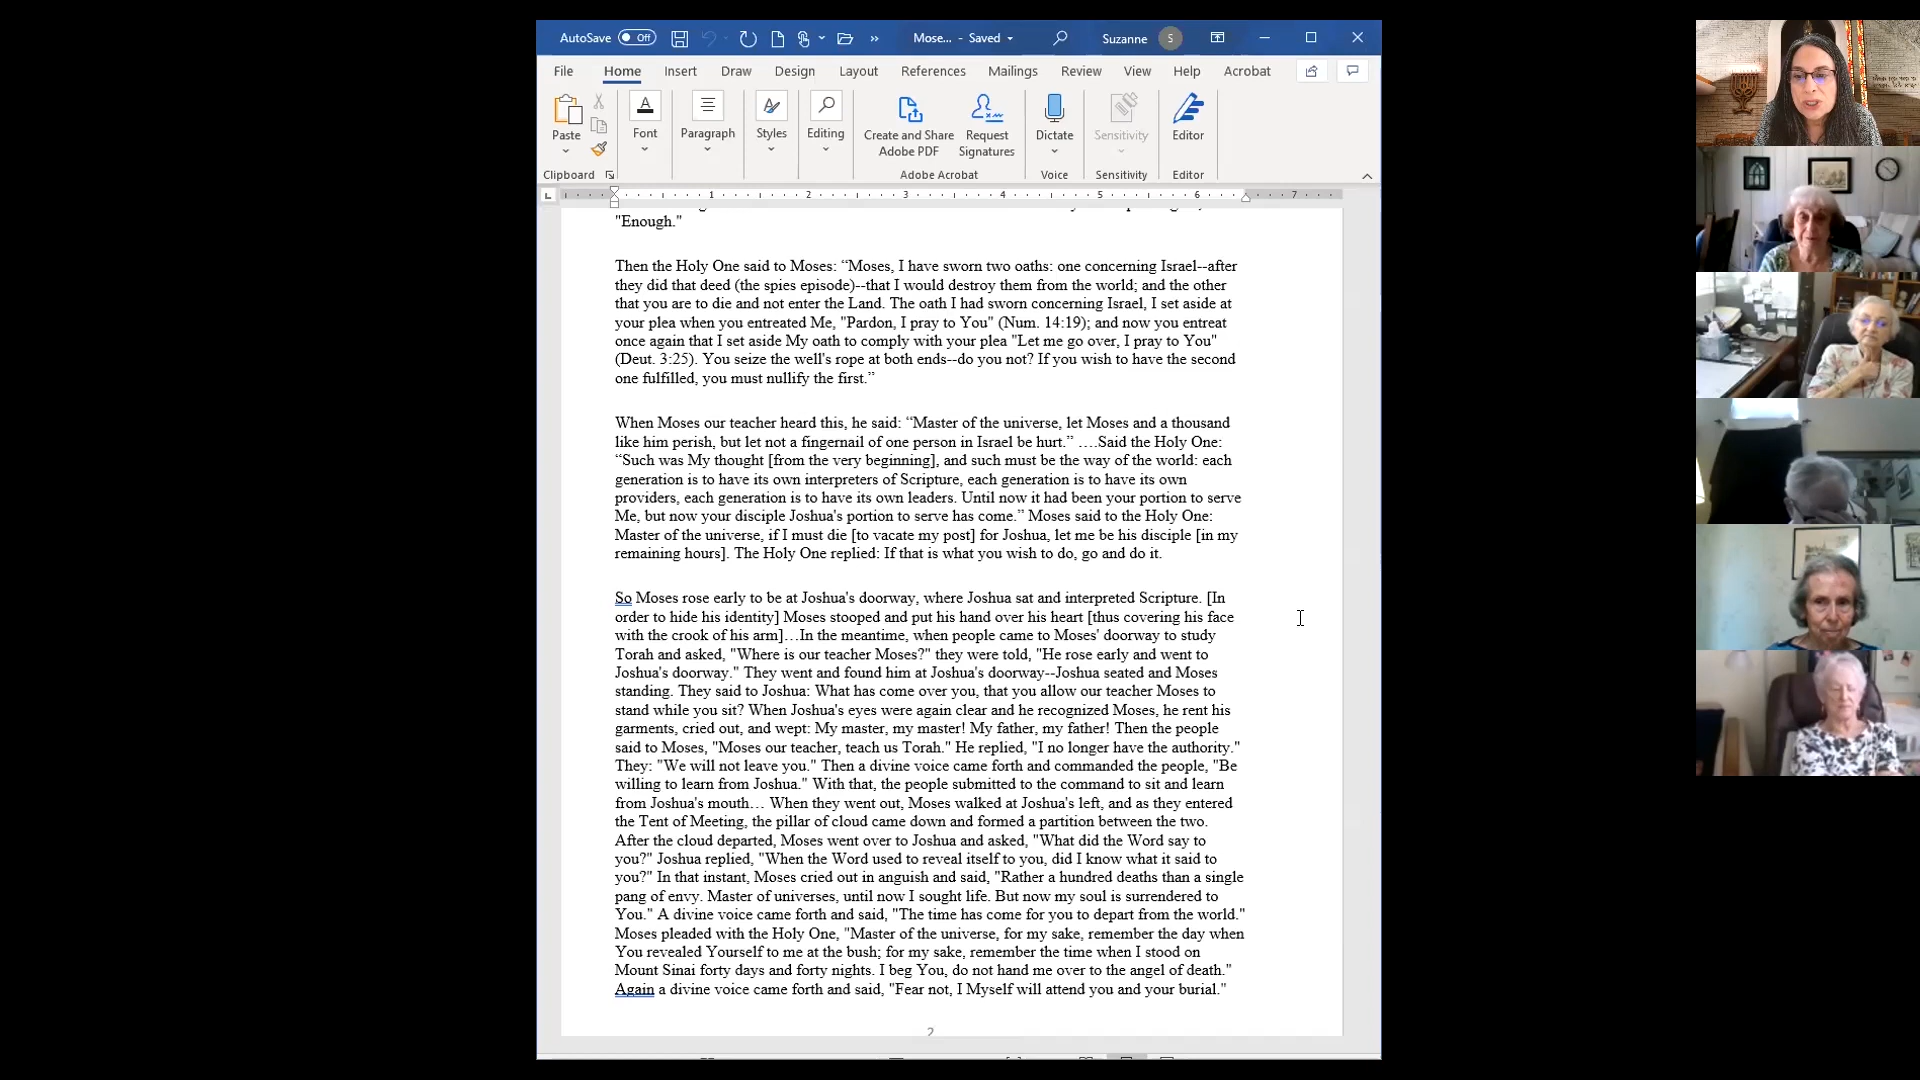 AutoSave Off Mose... - Saved Suzanne S
File Home Insert Draw Design Layout References Mailings Review View Help Acrobat
Paste Font Paragraph Styles Editing Create and Share Adobe PDF Request Signatures Dictate Sensitivity Editor
Clipboard Adobe Acrobat Voice Sensitivity Editor
1 2 3 4 5 6 7
"Enough."
Then the Holy One said to Moses: “Moses, I have sworn two oaths: one concerning Israel--after
they did that deed (the spies episode)--that I would destroy them from the world; and the other
that you are to die and not enter the Land. The oath I had sworn concerning Israel, I set aside at
your plea when you entreated Me, "Pardon, I pray to You" (Num. 14:19); and now you entreat
once again that I set aside My oath to comply with your plea "Let me go over, I pray to You"
(Deut. 3:25). You seize the well's rope at both ends--do you not? If you wish to have the second
one fulfilled, you must nullify the first.”
When Moses our teacher heard this, he said: “Master of the universe, let Moses and a thousand
like him perish, but let not a fingernail of one person in Israel be hurt.” ….Said the Holy One:
“Such was My thought [from the very beginning], and such must be the way of the world: each
generation is to have its own interpreters of Scripture, each generation is to have its own
providers, each generation is to have its own leaders. Until now it had been your portion to serve
Me, but now your disciple Joshua's portion to serve has come.” Moses said to the Holy One:
Master of the universe, if I must die [to vacate my post] for Joshua, let me be his disciple [in my
remaining hours]. The Holy One replied: If that is what you wish to do, go and do it.
So Moses rose early to be at Joshua's doorway, where Joshua sat and interpreted Scripture. [In
order to hide his identity] Moses stooped and put his hand over his heart [thus covering his face
with the crook of his arm]…In the meantime, when people came to Moses' doorway to study
Torah and asked, "Where is our teacher Moses?" they were told, "He rose early and went to
Joshua's doorway." They went and found him at Joshua's doorway--Joshua seated and Moses
standing. They said to Joshua: What has come over you, that you allow our teacher Moses to
stand while you sit? When Joshua's eyes were again clear and he recognized Moses, he rent his
garments, cried out, and wept: My master, my master! My father, my father! Then the people
said to Moses, "Moses our teacher, teach us Torah." He replied, "I no longer have the authority."
They: "We will not leave you." Then a divine voice came forth and commanded the people, "Be
willing to learn from Joshua." With that, the people submitted to the command to sit and learn
from Joshua's mouth… When they went out, Moses walked at Joshua's left, and as they entered
the Tent of Meeting, the pillar of cloud came down and formed a partition between the two.
After the cloud departed, Moses went over to Joshua and asked, "What did the Word say to
you?" Joshua replied, "When the Word used to reveal itself to you, did I know what it said to
you?" In that instant, Moses cried out in anguish and said, "Rather a hundred deaths than a single
pang of envy. Master of universes, until now I sought life. But now my soul is surrendered to
You." A divine voice came forth and said, "The time has come for you to depart from the world."
Moses pleaded with the Holy One, "Master of the universe, for my sake, remember the day when
You revealed Yourself to me at the bush; for my sake, remember the time when I stood on
Mount Sinai forty days and forty nights. I beg You, do not hand me over to the angel of death."
Again a divine voice came forth and said, "Fear not, I Myself will attend you and your burial."
2